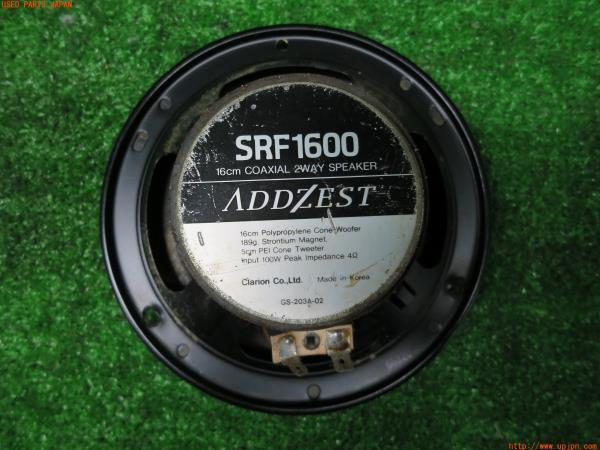 USED PARTS JAPAN
SRF1600
16cm COAXIAL 2WAY SPEAKER
ADDZEST
16cm Polypropylene Cone Woofer
189g. Strontium Magnet.
5cm PEI Cone Tweeter.
Input 100W Peak Impedance 4Ω
Clarion Co.,Ltd. Made in Korea
GS-203A-02
http://www.upjpn.com/